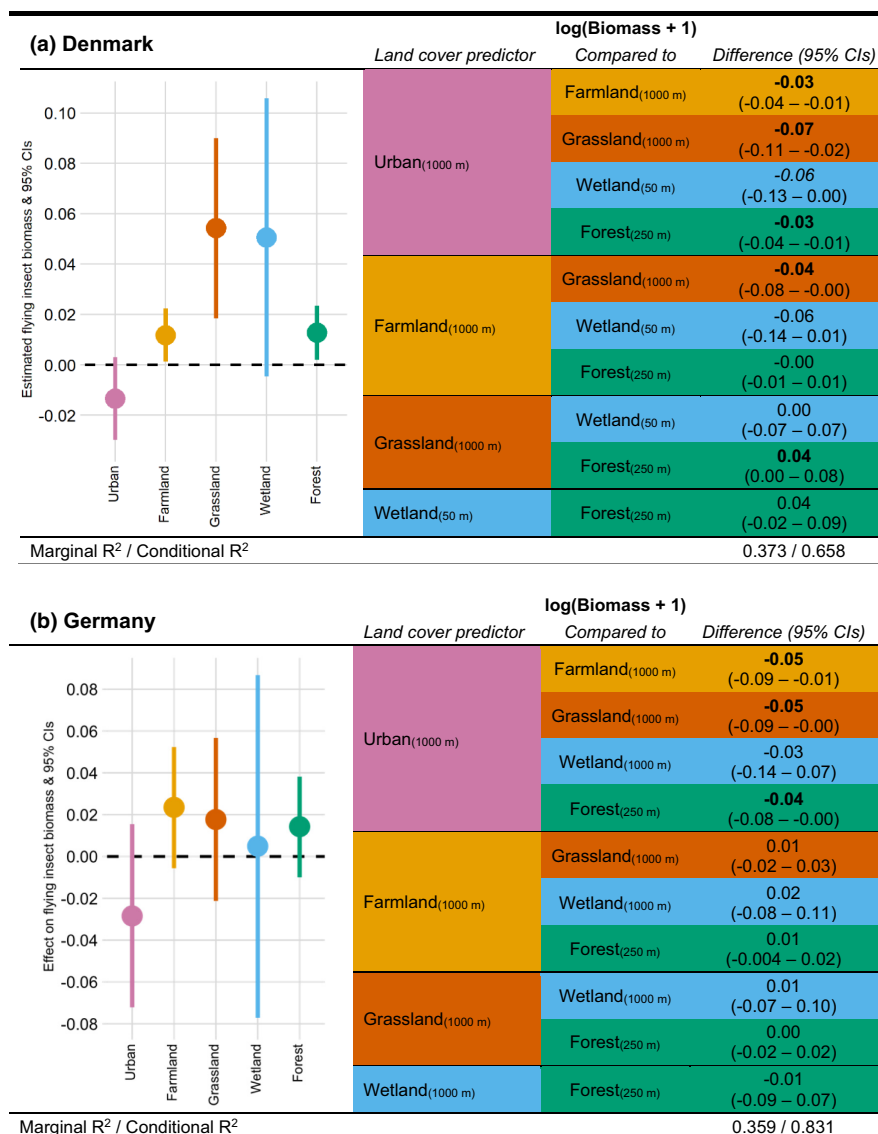 (a) Denmark
log(Biomass + 1)
Land cover predictor Compared to Difference (95% CIs)
Estimated flying insect biomass & 95% CIs
0.10
0.08
0.06
0.04
0.02
0.00
-0.02
Urban
Farmland
Grassland
Wetland
Forest
Urban(1000 m)
Farmland(1000 m) -0.03
(-0.04 – -0.01)
Grassland(1000 m) -0.07
(-0.11 – -0.02)
Wetland(50 m) -0.06
(-0.13 – 0.00)
Forest(250 m) -0.03
(-0.04 – -0.01)
Farmland(1000 m)
Grassland(1000 m) -0.04
(-0.08 – -0.00)
Wetland(50 m) -0.06
(-0.14 – 0.01)
Forest(250 m) -0.00
(-0.01 – 0.01)
Grassland(1000 m)
Wetland(50 m) 0.00
(-0.07 – 0.07)
Forest(250 m) 0.04
(0.00 – 0.08)
Wetland(50 m) Forest(250 m) 0.04
(-0.02 – 0.09)
Marginal R² / Conditional R² 0.373 / 0.658
(b) Germany
log(Biomass + 1)
Land cover predictor Compared to Difference (95% CIs)
Effect on flying insect biomass & 95% CIs
0.08
0.06
0.04
0.02
0.00
-0.02
-0.04
-0.06
-0.08
Urban
Farmland
Grassland
Wetland
Forest
Urban(1000 m)
Farmland(1000 m) -0.05
(-0.09 – -0.01)
Grassland(1000 m) -0.05
(-0.09 – -0.00)
Wetland(1000 m) -0.03
(-0.14 – 0.07)
Forest(250 m) -0.04
(-0.08 – -0.00)
Farmland(1000 m)
Grassland(1000 m) 0.01
(-0.02 – 0.03)
Wetland(1000 m) 0.02
(-0.08 – 0.11)
Forest(250 m) 0.01
(-0.004 – 0.02)
Grassland(1000 m)
Wetland(1000 m) 0.01
(-0.07 – 0.10)
Forest(250 m) 0.00
(-0.02 – 0.02)
Wetland(1000 m) Forest(250 m) -0.01
(-0.09 – 0.07)
Marginal R² / Conditional R² 0.359 / 0.831